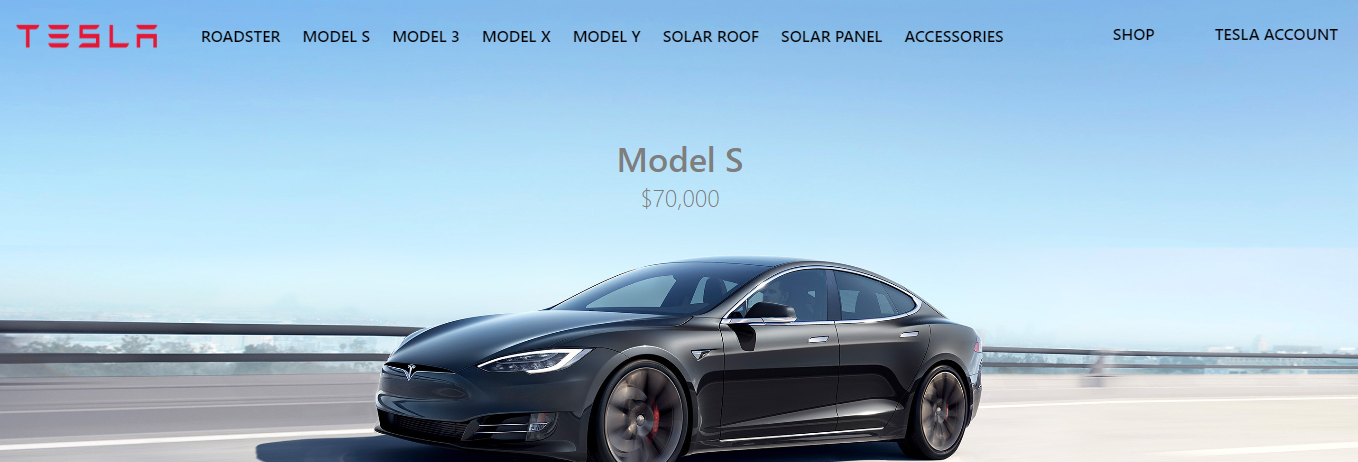 TESLA ROADSTER MODEL S MODEL 3 MODEL X MODEL Y SOLAR ROOF SOLAR PANEL ACCESSORIES SHOP TESLA ACCOUNT
Model S
$70,000